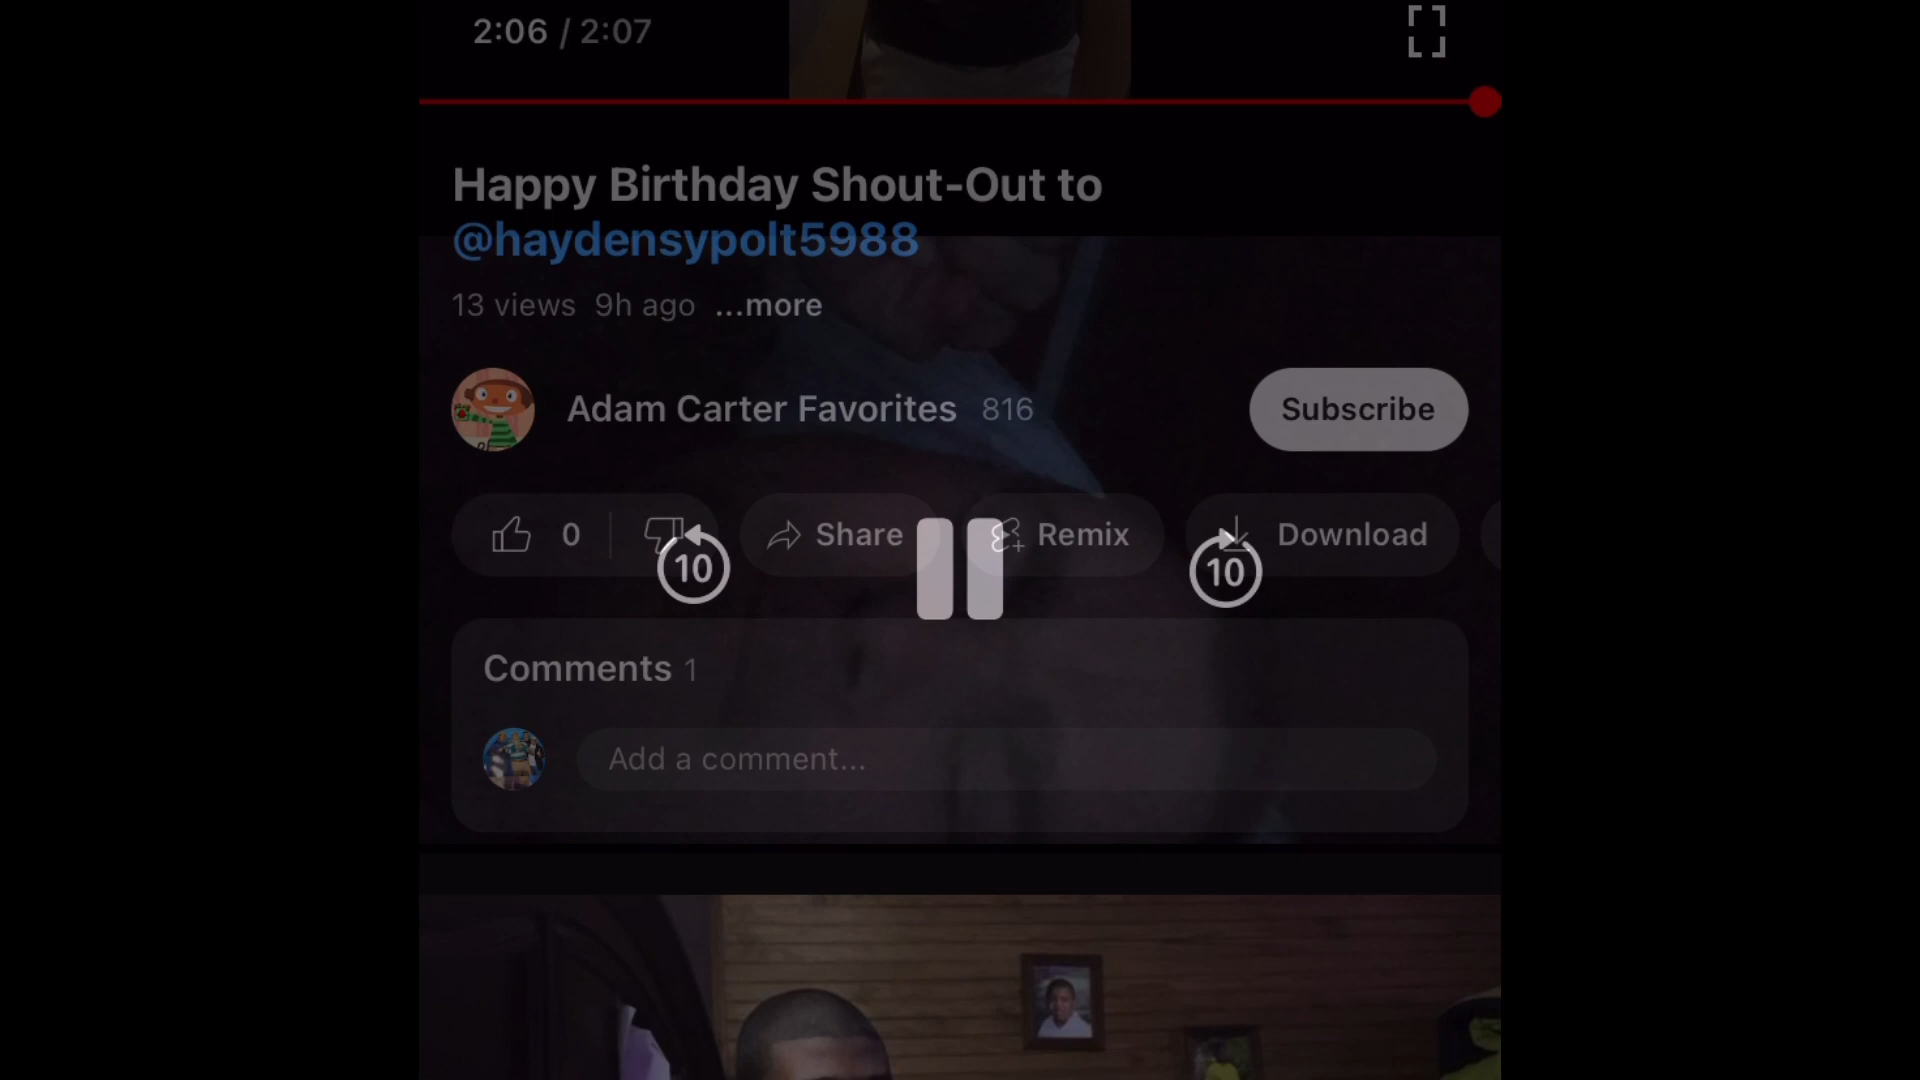 2:06 / 2:07
Happy Birthday Shout-Out to
@haydensypolt5988
13 views 9h ago ...more
Adam Carter Favorites 816
Subscribe
0
Share
Remix
Download
10
10
Comments 1
Add a comment...